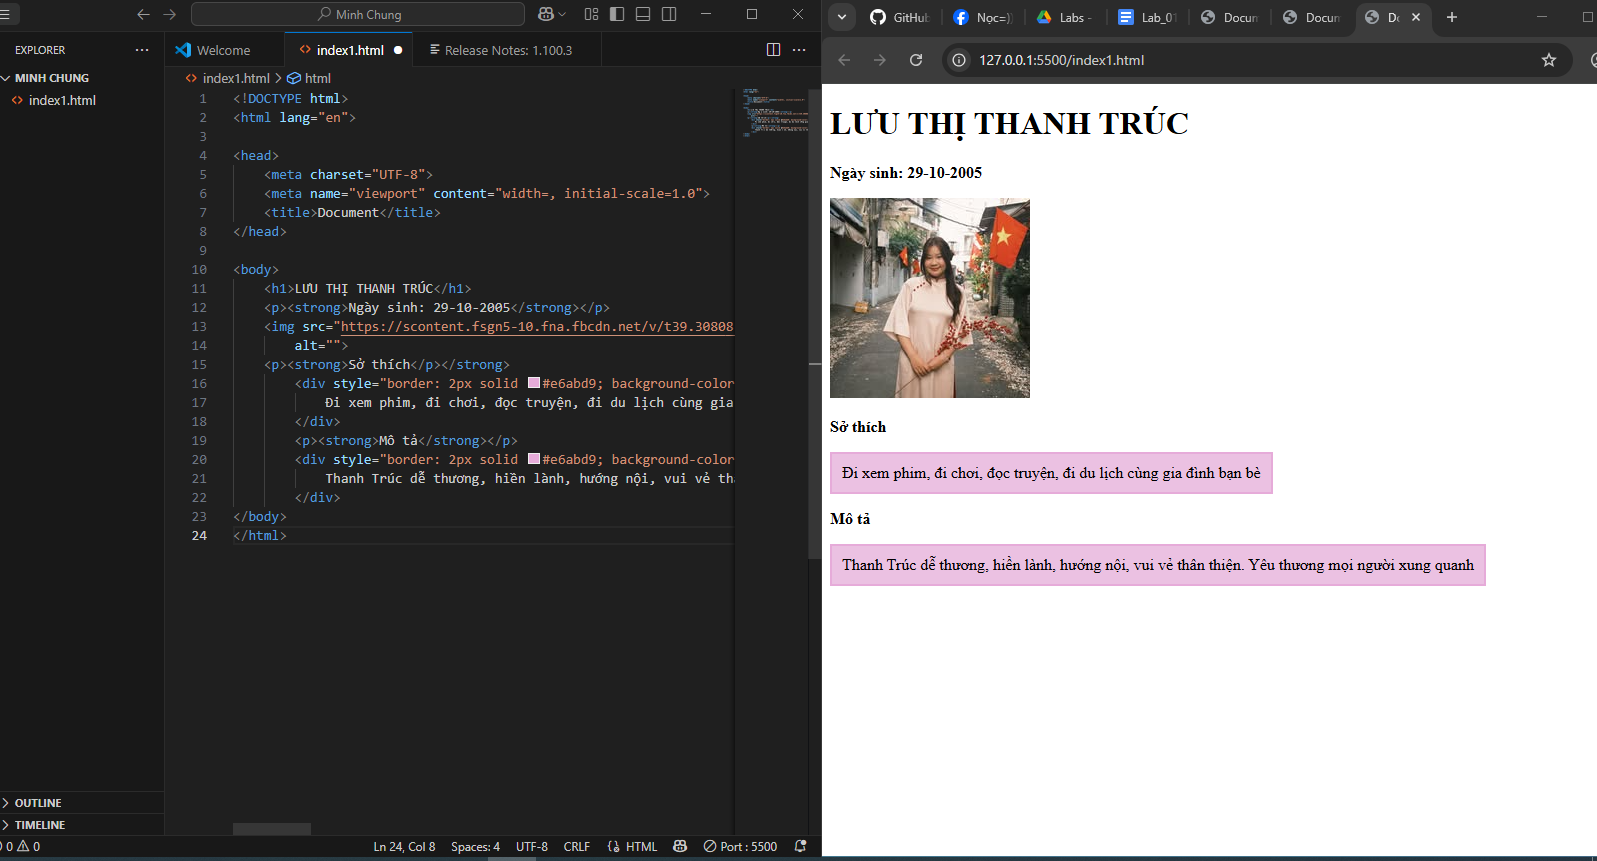 Minh Chung
EXPLORER
Welcome
index1.html
Release Notes: 1.100.3
MINH CHUNG
index1.html
index1.html > html
1 <!DOCTYPE html>
2 <html lang="en">
3
4 <head>
5 <meta charset="UTF-8">
6 <meta name="viewport" content="width=, initial-scale=1.0">
7 <title>Document</title>
8 </head>
9
10 <body>
11 <h1>LƯU THỊ THANH TRÚC</h1>
12 <p><strong>Ngày sinh: 29-10-2005</strong></p>
13 <img src="https://scontent.fsgn5-10.fna.fbcdn.net/v/t39.30808
14 alt="">
15 <p><strong>Sở thích</p></strong>
16 <div style="border: 2px solid #e6abd9; background-color
17 Đi xem phim, đi chơi, đọc truyện, đi du lịch cùng gia
18 </div>
19 <p><strong>Mô tả</strong></p>
20 <div style="border: 2px solid #e6abd9; background-color
21 Thanh Trúc dễ thương, hiền lành, hướng nội, vui vẻ thâ
22 </div>
23 </body>
24 </html>
OUTLINE
TIMELINE
0 0
Ln 24, Col 8
Spaces: 4
UTF-8
CRLF
HTML
Port : 5500
GitHub
Nọc=))
Labs -
Lab_01
Docum
Docum
Do
127.0.0.1:5500/index1.html
LƯU THỊ THANH TRÚC
Ngày sinh: 29-10-2005
Sở thích
Đi xem phim, đi chơi, đọc truyện, đi du lịch cùng gia đình bạn bè
Mô tả
Thanh Trúc dễ thương, hiền lành, hướng nội, vui vẻ thân thiện. Yêu thương mọi người xung quanh